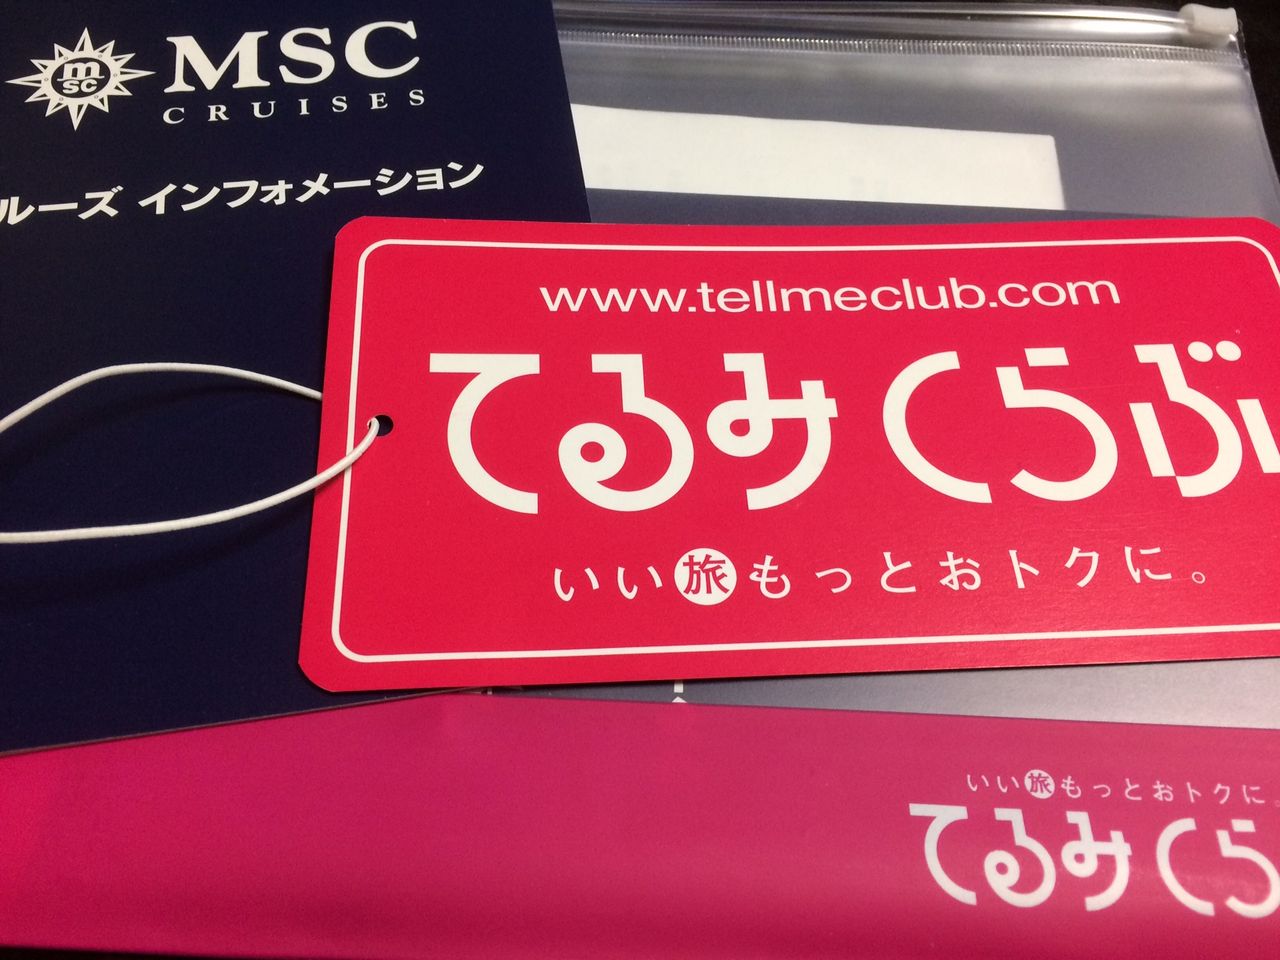 msc
MSC
CRUISES
ルーズ インフォメーション
www.tellmeclub.com
てるみくらぶ
いい旅もっとおトクに。
いい旅もっとおトクに。
てるみくら